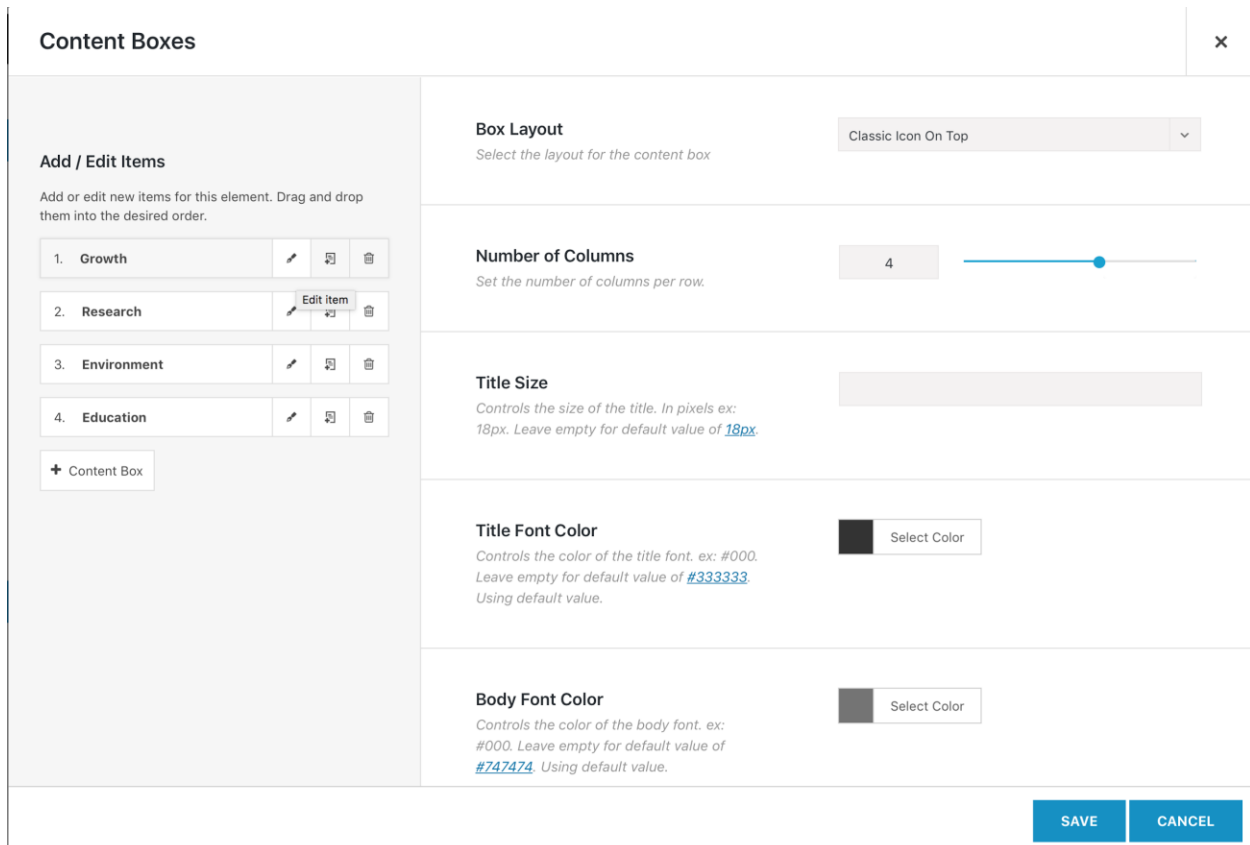 Content Boxes
Add / Edit Items
Add or edit new items for this element. Drag and drop
them into the desired order.
1. Growth
Edit item
2. Research
3. Environment
4. Education
+ Content Box
Box Layout
Select the layout for the content box
Classic Icon On Top
Number of Columns
Set the number of columns per row.
4
Title Size
Controls the size of the title. In pixels ex:
18px. Leave empty for default value of 18px.
Title Font Color
Controls the color of the title font. ex: #000.
Leave empty for default value of #333333.
Using default value.
Select Color
Body Font Color
Controls the color of the body font. ex:
#000. Leave empty for default value of
#747474. Using default value.
Select Color
SAVE
CANCEL